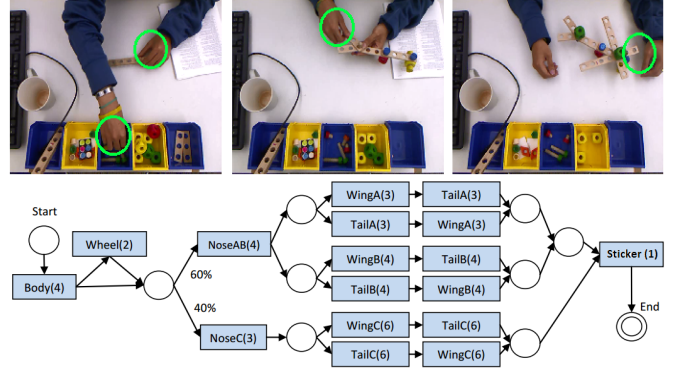 Start
Wheel(2)
Body(4)
60%
40%
NoseAB(4)
NoseC(3)
WingA(3)
TailA(3)
TailA(3)
WingA(3)
WingB(4)
TailB(4)
TailB(4)
WingB(4)
WingC(6)
TailC(6)
TailC(6)
WingC(6)
Sticker (1)
End